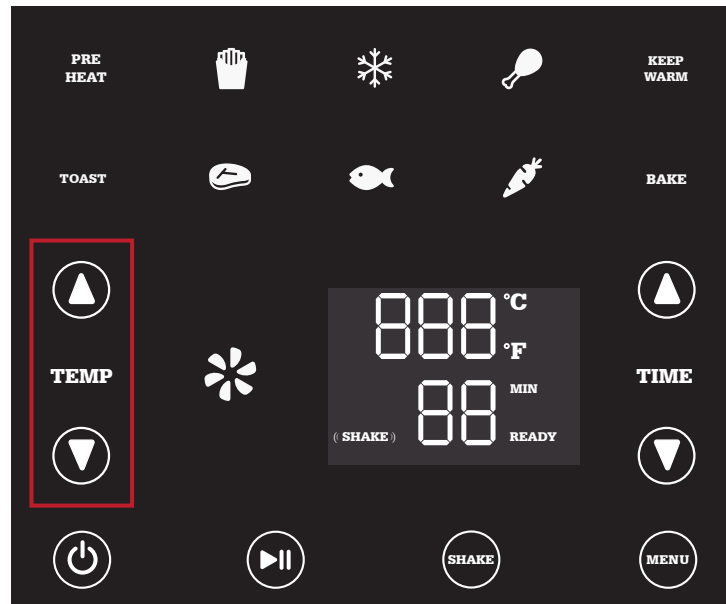 PRE
HEAT
KEEP
WARM
TOAST
BAKE
888 °C
°F
TEMP
TIME
88 MIN
(SHAKE)
READY
SHAKE
MENU